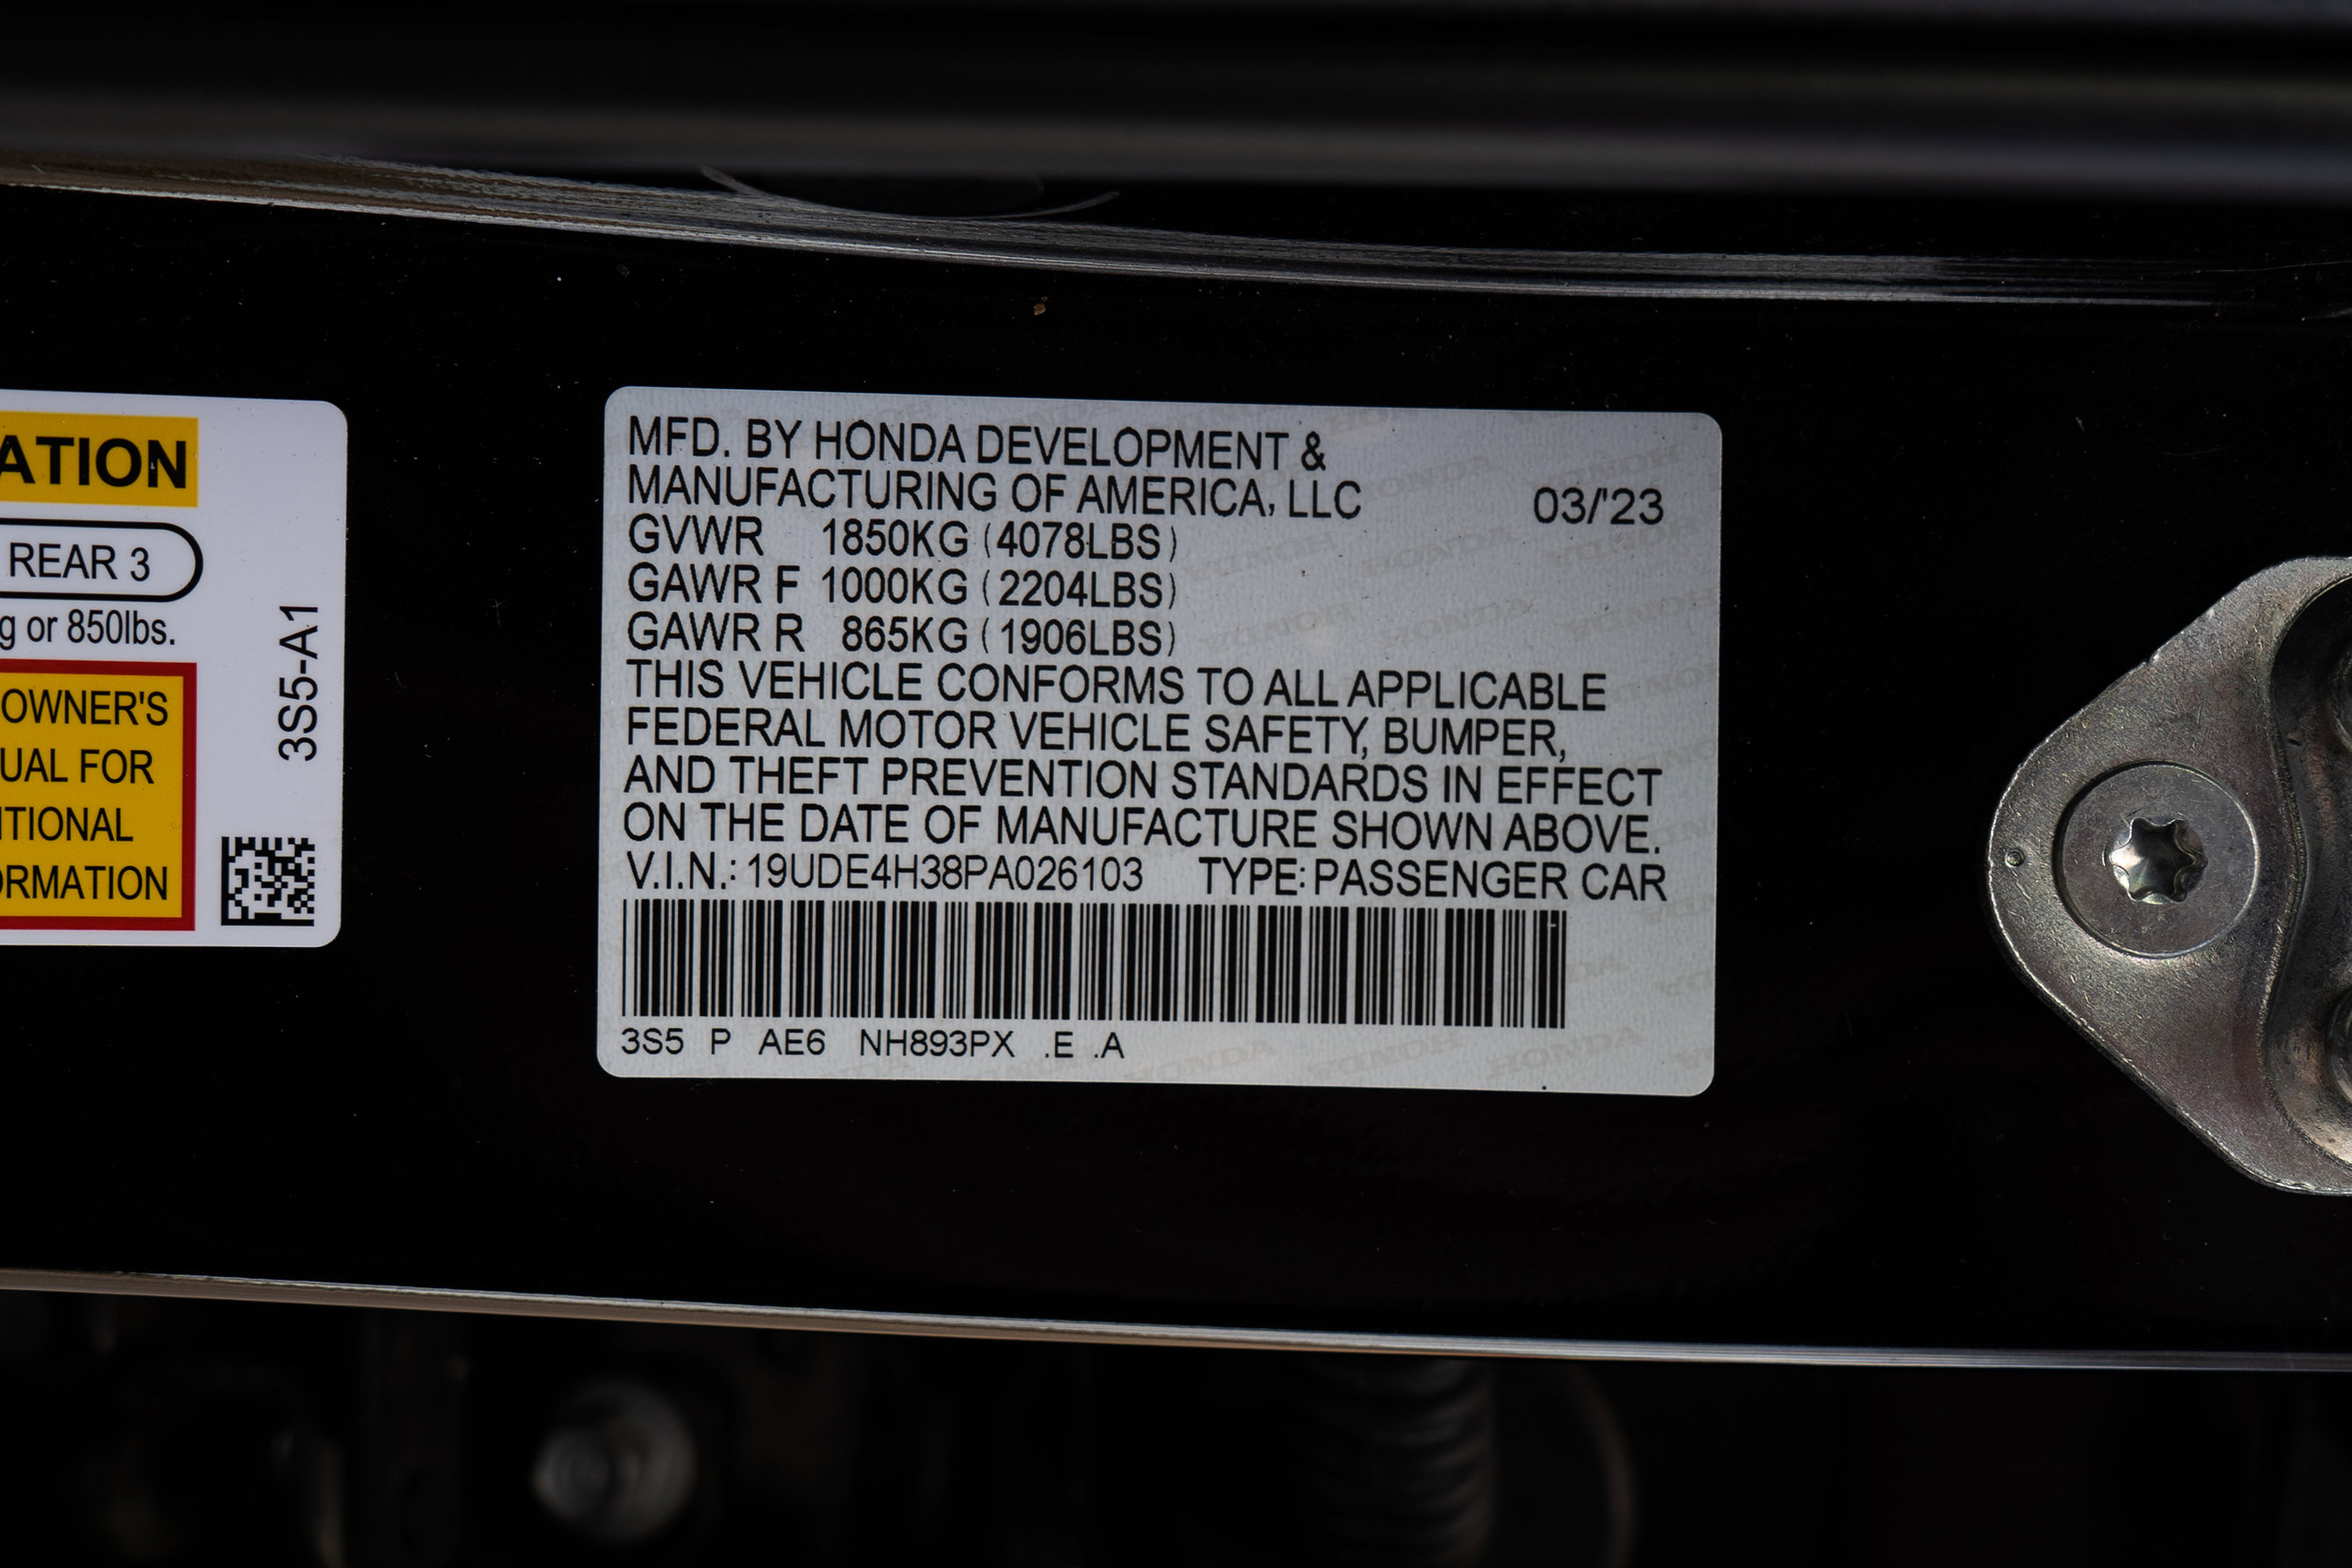 ATION
REAR 3
g or 850lbs.
OWNER'S
UAL FOR
ITIONAL
ORMATION
3S5-A1
MFD. BY HONDA DEVELOPMENT &
MANUFACTURING OF AMERICA, LLC 03/'23
GVWR 1850KG (4078LBS)
GAWR F 1000KG (2204LBS)
GAWR R 865KG (1906LBS)
THIS VEHICLE CONFORMS TO ALL APPLICABLE
FEDERAL MOTOR VEHICLE SAFETY, BUMPER,
AND THEFT PREVENTION STANDARDS IN EFFECT
ON THE DATE OF MANUFACTURE SHOWN ABOVE.
V.I.N.: 19UDE4H38PA026103 TYPE: PASSENGER CAR
3S5 P AE6 NH893PX .E .A